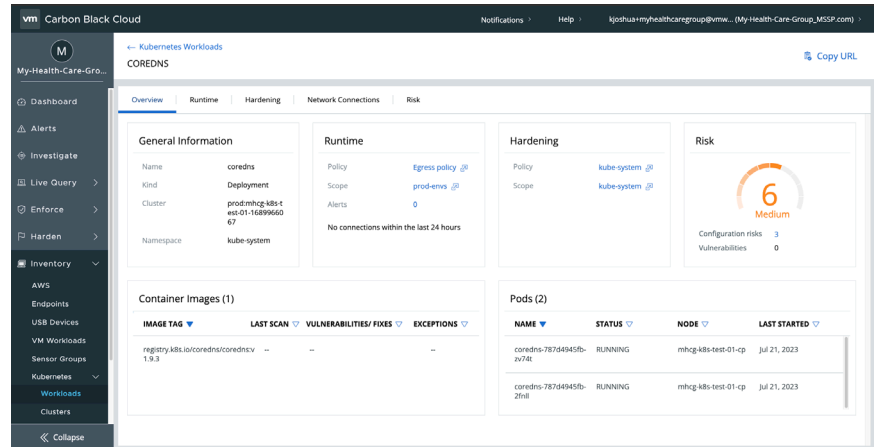 vm Carbon Black Cloud
Notifications
Help
kjoshua+myhealthcaregroup@vmw... (My-Health-Care-Group_MSSP.com)
M
My-Health-Care-Gro...
Dashboard
Alerts
Investigate
Live Query
Enforce
Harden
Inventory
AWS
Endpoints
USB Devices
VM Workloads
Sensor Groups
Kubernetes
Workloads
Clusters
Collapse
← Kubernetes Workloads
COREDNS
Copy URL
Overview Runtime Hardening Network Connections Risk
General Information
Name coredns
Kind Deployment
Cluster prod:mhcg-k8s-t
est-01-16899660
67
Namespace kube-system
Runtime
Policy Egress policy
Scope prod-envs
Alerts 0
No connections within the last 24 hours
Hardening
Policy kube-system
Scope kube-system
Risk
6
Medium
Configuration risks 3
Vulnerabilities 0
Container Images (1)
IMAGE TAG LAST SCAN VULNERABILITIES/ FIXES EXCEPTIONS
registry.k8s.io/coredns/coredns:v -- -- --
1.9.3
Pods (2)
NAME STATUS NODE LAST STARTED
coredns-787d4945fb- RUNNING mhcg-k8s-test-01-cp Jul 21, 2023
zv74t
coredns-787d4945fb- RUNNING mhcg-k8s-test-01-cp Jul 21, 2023
2fnll